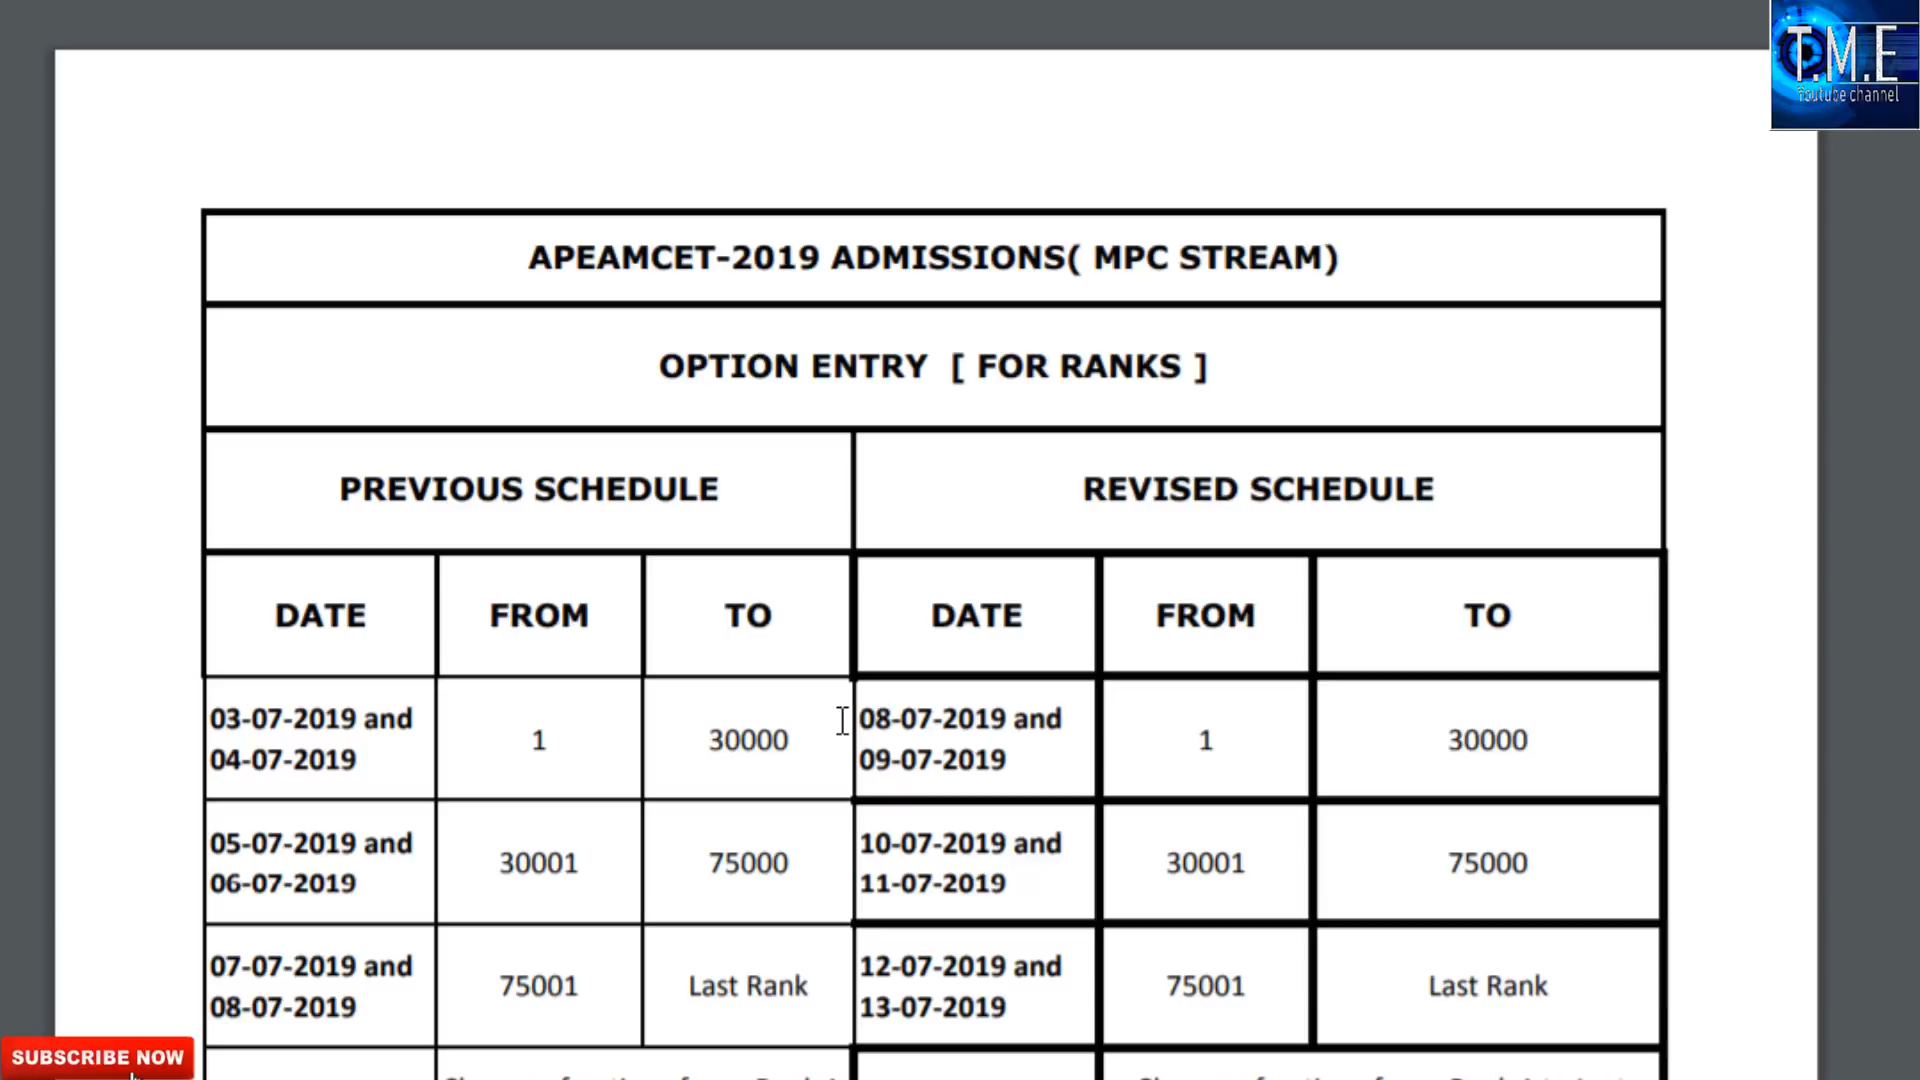 T.M.E
Youtube channel
APEAMCET-2019 ADMISSIONS( MPC STREAM)
OPTION ENTRY [ FOR RANKS ]
PREVIOUS SCHEDULE REVISED SCHEDULE
DATE FROM TO DATE FROM TO
03-07-2019 and
04-07-2019 1 30000 08-07-2019 and
09-07-2019 1 30000
05-07-2019 and
06-07-2019 30001 75000 10-07-2019 and
11-07-2019 30001 75000
07-07-2019 and
08-07-2019 75001 Last Rank 12-07-2019 and
13-07-2019 75001 Last Rank
SUBSCRIBE NOW